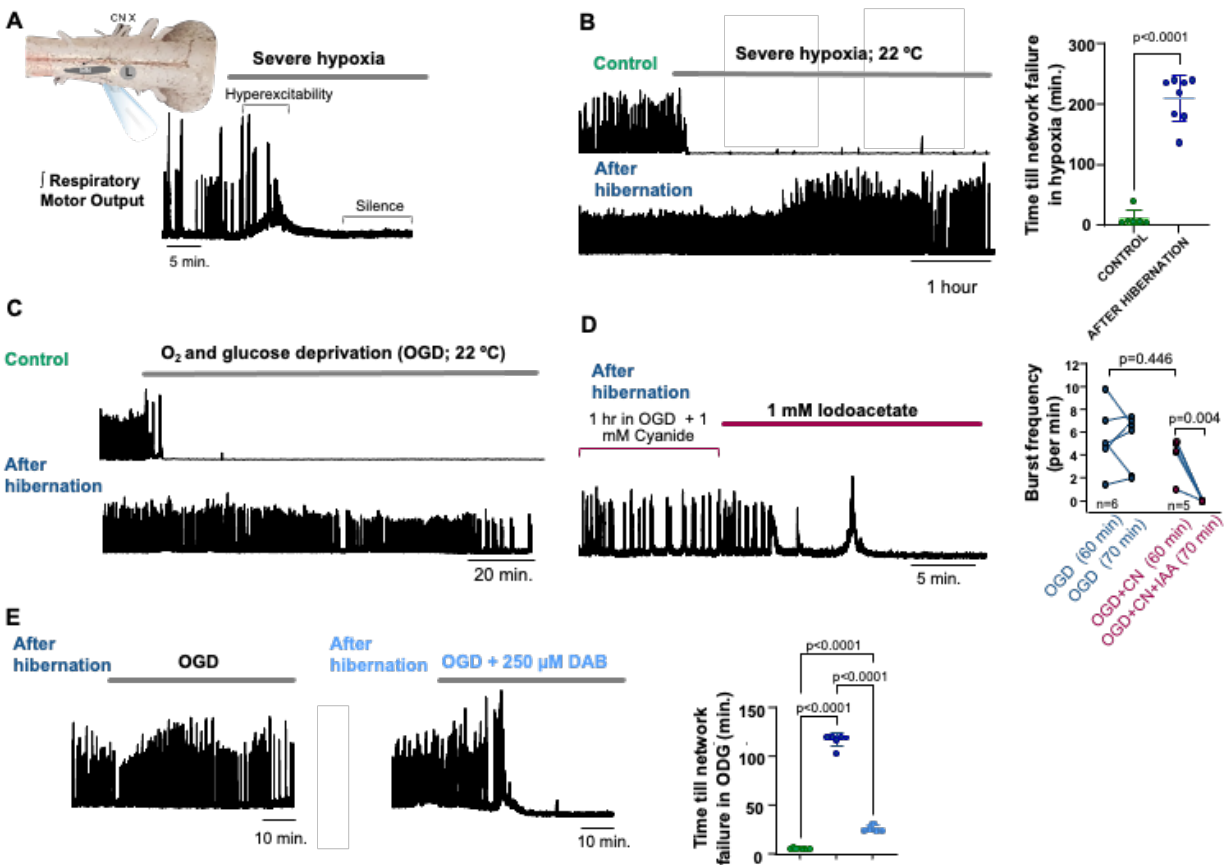 A
CN X
L
Severe hypoxia
Hyperexcitability
∫ Respiratory
Motor Output
Silence
5 min.
B
Control
Severe hypoxia; 22 ºC
After
hibernation
1 hour
p<0.0001
Time till network failure
in hypoxia (min.)
300
200
100
0
CONTROL
AFTER HIBERNATION
C
Control
O₂ and glucose deprivation (OGD; 22 ºC)
After
hibernation
20 min.
D
After
hibernation
1 hr in OGD + 1
mM Cyanide
1 mM Iodoacetate
5 min.
p=0.446
p=0.004
Burst frequency
(per min)
12
10
8
6
4
2
0
n=6
n=5
OGD (60 min)
OGD (70 min)
OGD+CN (60 min)
OGD+CN+IAA (70 min)
E
After
hibernation
OGD
10 min.
After
hibernation
OGD + 250 µM DAB
10 min.
p<0.0001
p<0.0001
p<0.0001
Time till network
failure in ODG (min.)
150
100
50
0